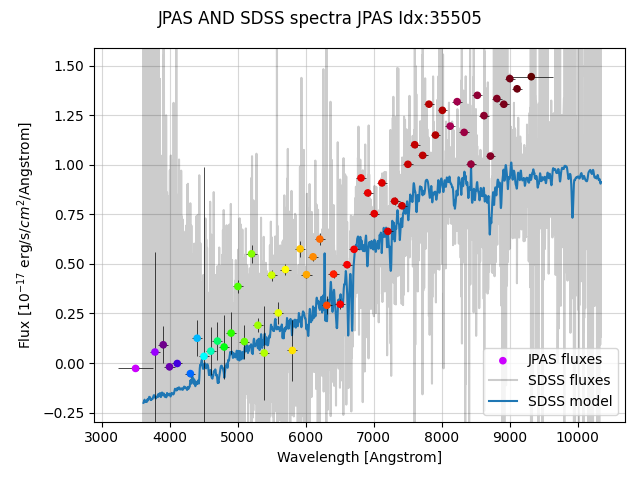 JPAS AND SDSS spectra JPAS Idx:35505
Flux [10⁻¹⁷ erg/s/cm²/Angstrom]
1.50
1.25
1.00
0.75
0.50
0.25
0.00
−0.25
JPAS fluxes
SDSS fluxes
SDSS model
3000 4000 5000 6000 7000 8000 9000 10000
Wavelength [Angstrom]